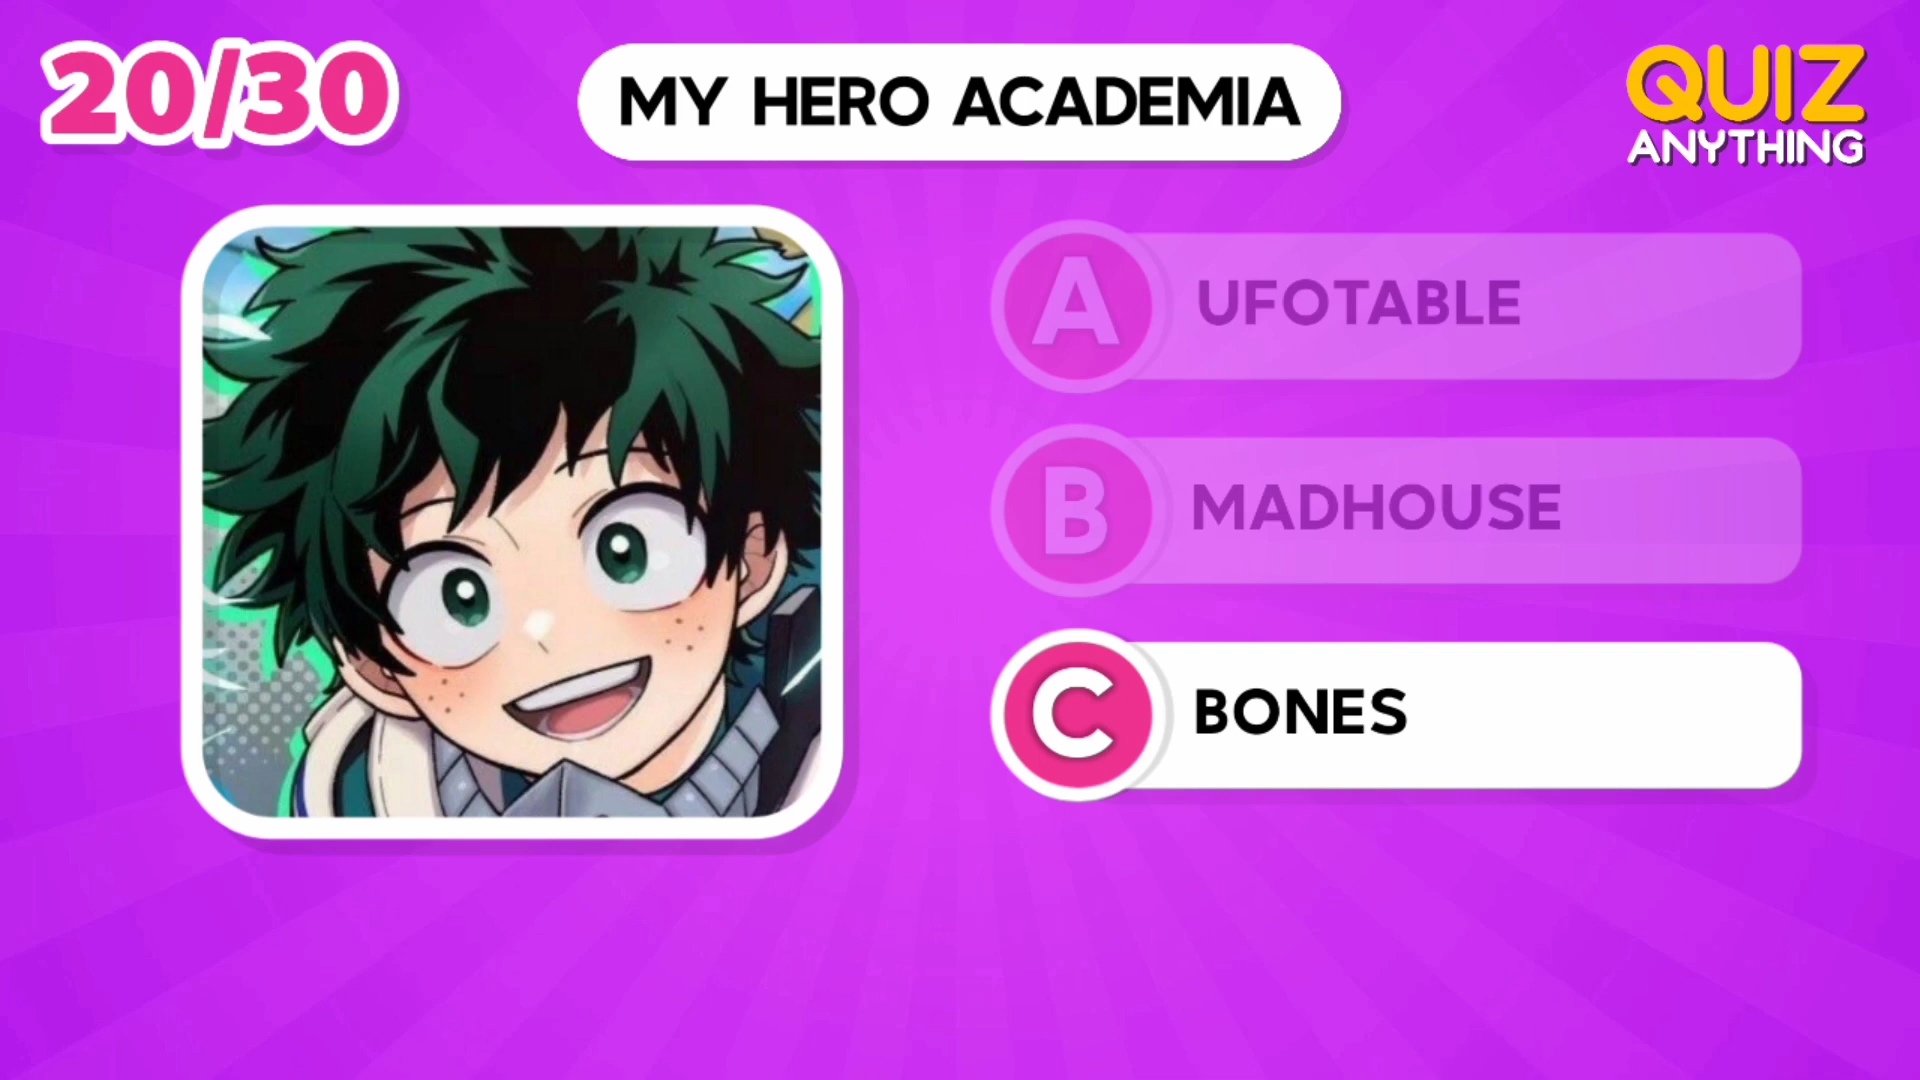 20/30
MY HERO ACADEMIA
QUIZ
ANYTHING
A UFOTABLE
B MADHOUSE
C BONES